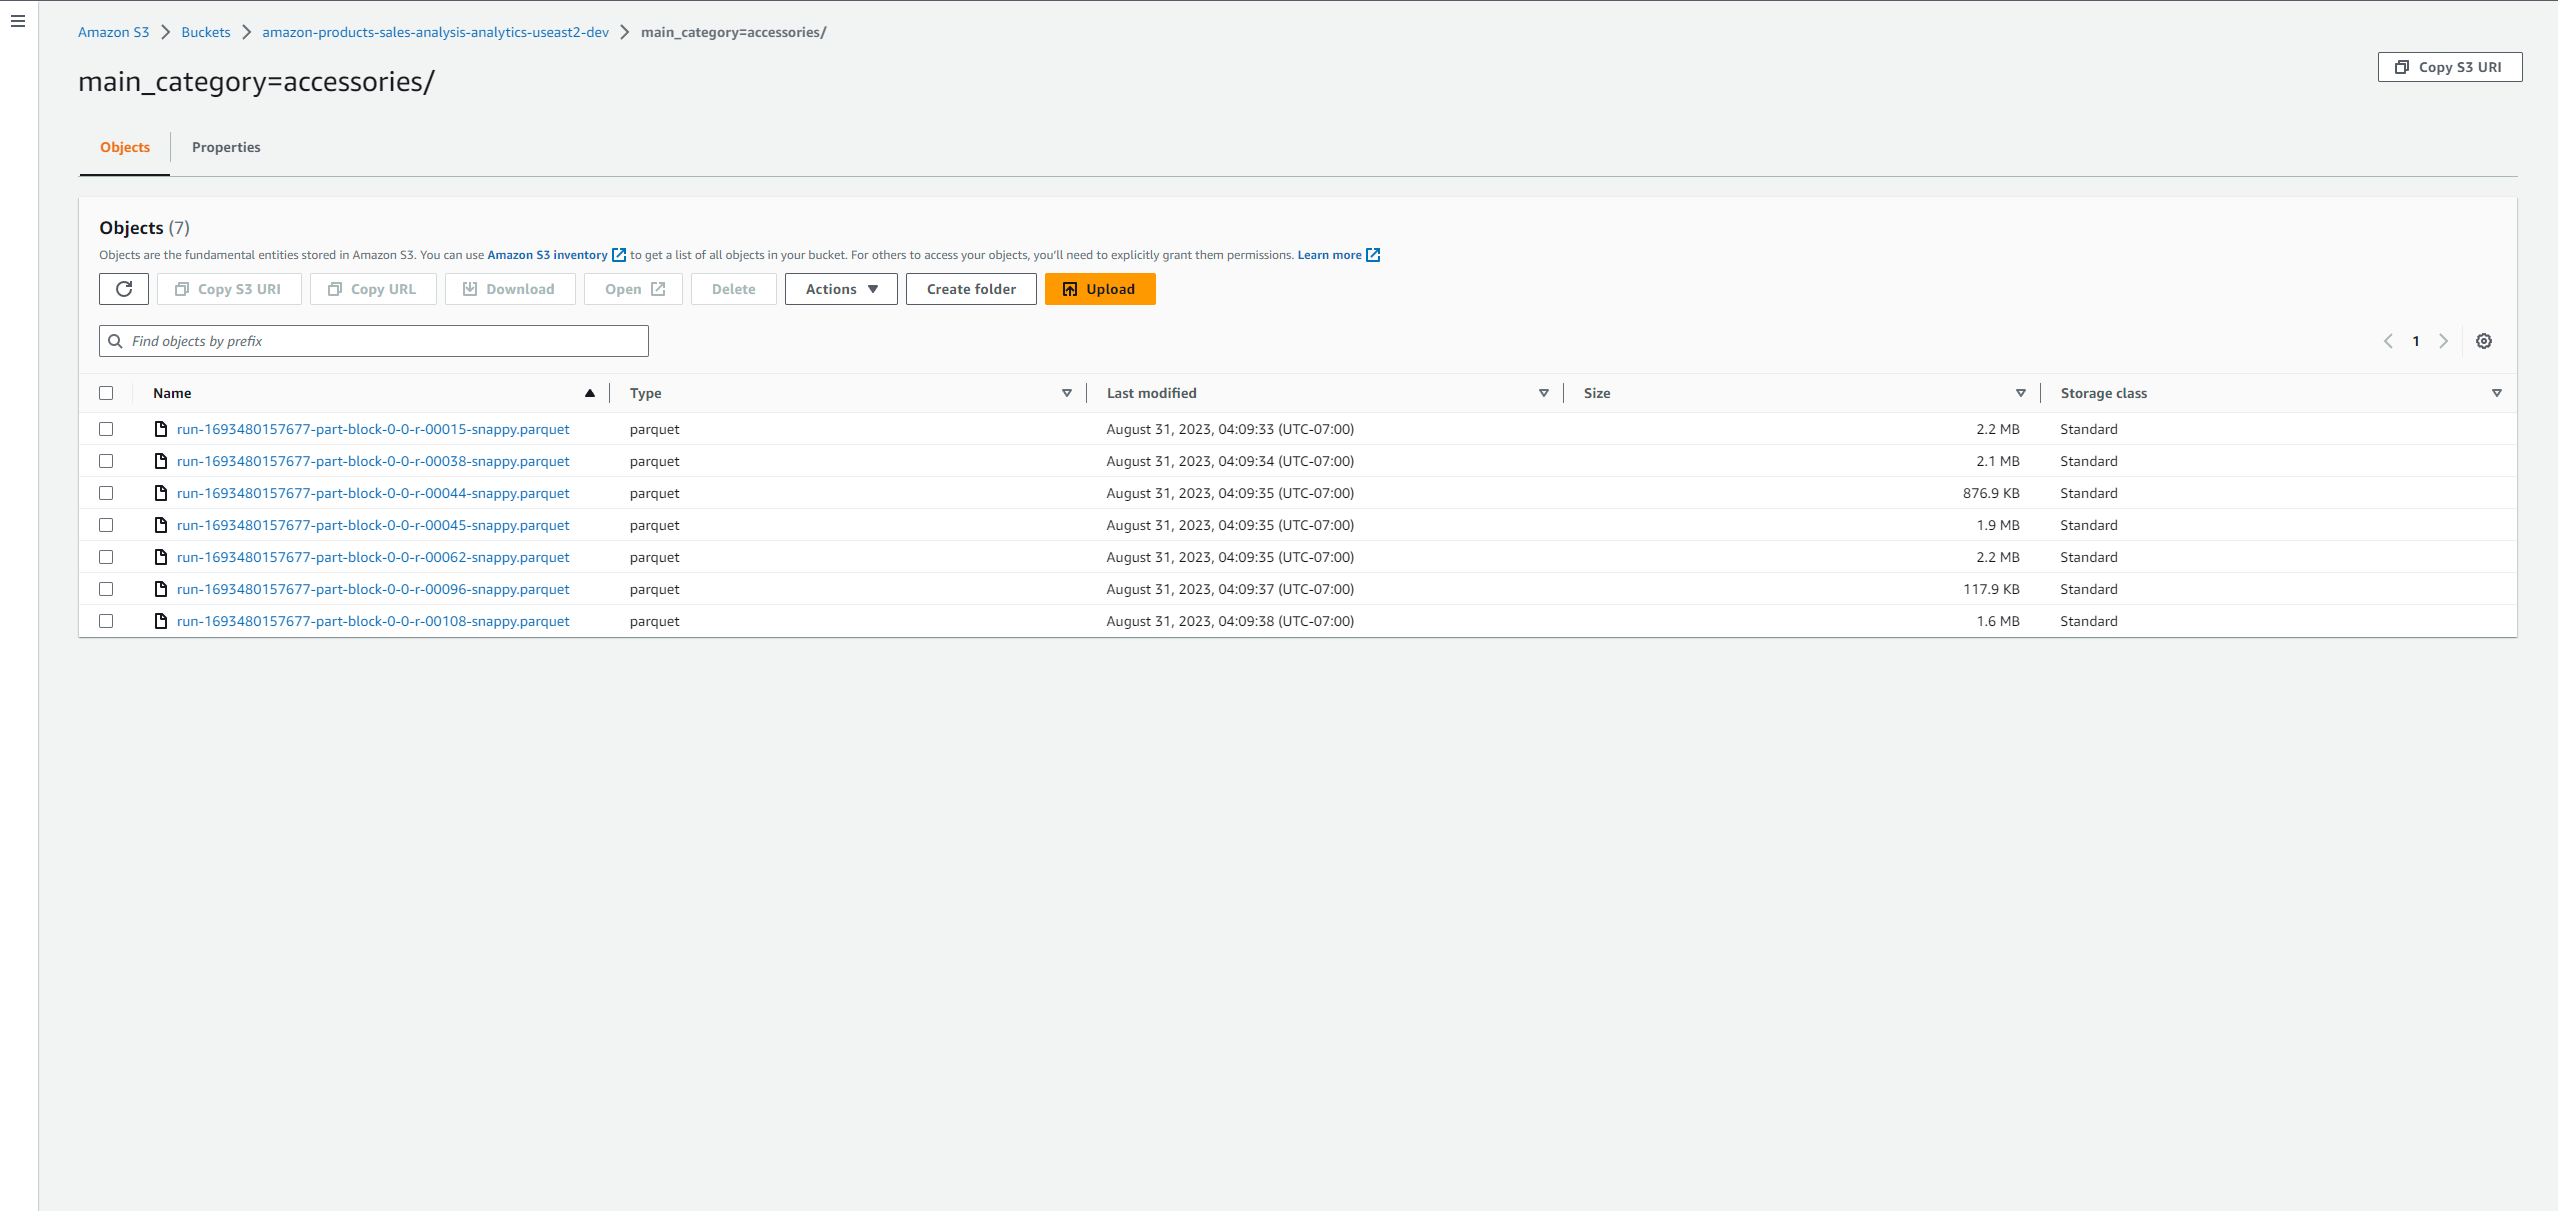 Amazon S3 > Buckets > amazon-products-sales-analysis-analytics-useast2-dev > main_category=accessories/
main_category=accessories/
Copy S3 URI
Objects Properties
Objects (7)
Objects are the fundamental entities stored in Amazon S3. You can use Amazon S3 inventory to get a list of all objects in your bucket. For others to access your objects, you'll need to explicitly grant them permissions. Learn more
Copy S3 URI Copy URL Download Open Delete Actions Create folder Upload
Find objects by prefix
1
Name Type Last modified Size Storage class
run-1693480157677-part-block-0-0-r-00015-snappy.parquet parquet August 31, 2023, 04:09:33 (UTC-07:00) 2.2 MB Standard
run-1693480157677-part-block-0-0-r-00038-snappy.parquet parquet August 31, 2023, 04:09:34 (UTC-07:00) 2.1 MB Standard
run-1693480157677-part-block-0-0-r-00044-snappy.parquet parquet August 31, 2023, 04:09:35 (UTC-07:00) 876.9 KB Standard
run-1693480157677-part-block-0-0-r-00045-snappy.parquet parquet August 31, 2023, 04:09:35 (UTC-07:00) 1.9 MB Standard
run-1693480157677-part-block-0-0-r-00062-snappy.parquet parquet August 31, 2023, 04:09:35 (UTC-07:00) 2.2 MB Standard
run-1693480157677-part-block-0-0-r-00096-snappy.parquet parquet August 31, 2023, 04:09:37 (UTC-07:00) 117.9 KB Standard
run-1693480157677-part-block-0-0-r-00108-snappy.parquet parquet August 31, 2023, 04:09:38 (UTC-07:00) 1.6 MB Standard